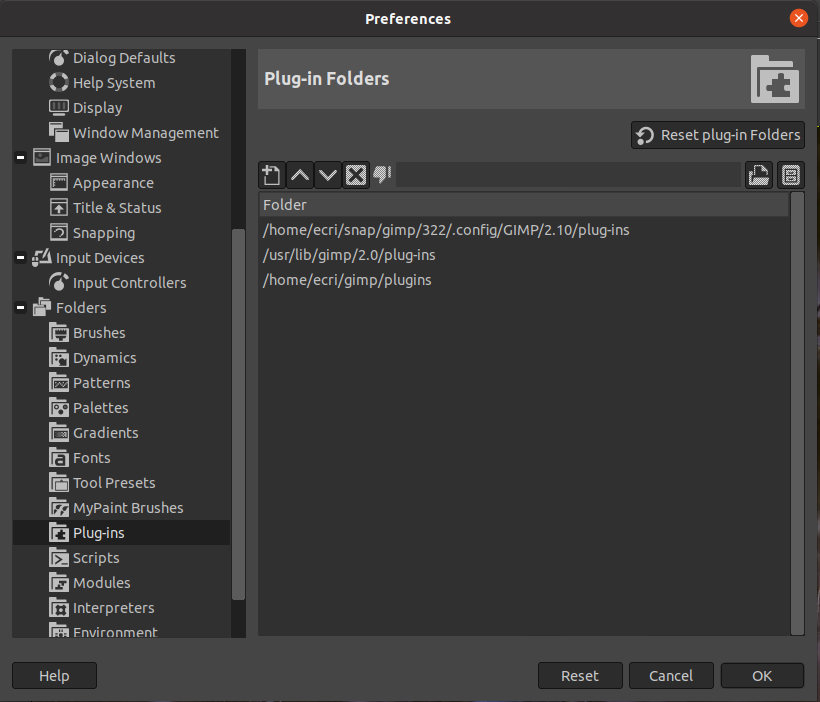 Preferences
Dialog Defaults
Help System
Display
Window Management
Image Windows
Appearance
Title & Status
Snapping
Input Devices
Input Controllers
Folders
Brushes
Dynamics
Patterns
Palettes
Gradients
Fonts
Tool Presets
MyPaint Brushes
Plug-ins
Scripts
Modules
Interpreters
Environment
Plug-in Folders
Reset plug-in Folders
Folder
/home/ecri/snap/gimp/322/.config/GIMP/2.10/plug-ins
/usr/lib/gimp/2.0/plug-ins
/home/ecri/gimp/plugins
Help
Reset
Cancel
OK